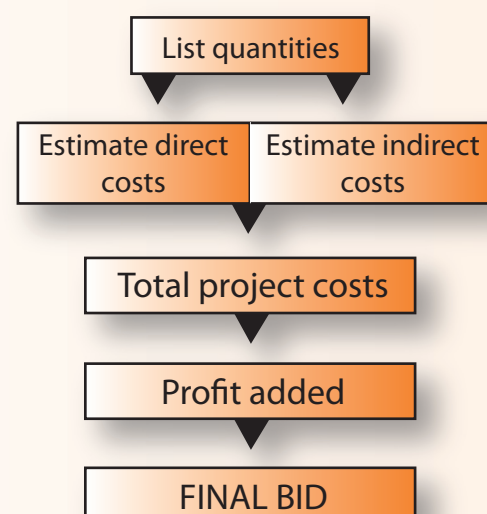 List quantities
Estimate direct
costs
Estimate indirect
costs
Total project costs
Profit added
FINAL BID